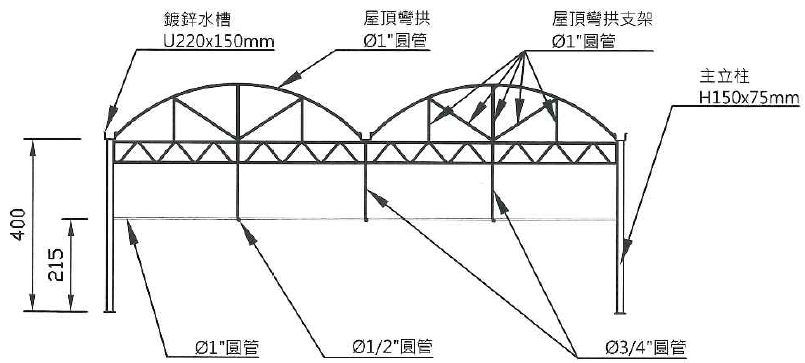 鍍鋅水槽
U220x150mm
屋頂彎拱
Ø1"圓管
屋頂彎拱支架
Ø1"圓管
主立柱
H150x75mm
400
215
Ø1"圓管
Ø1/2"圓管
Ø3/4"圓管